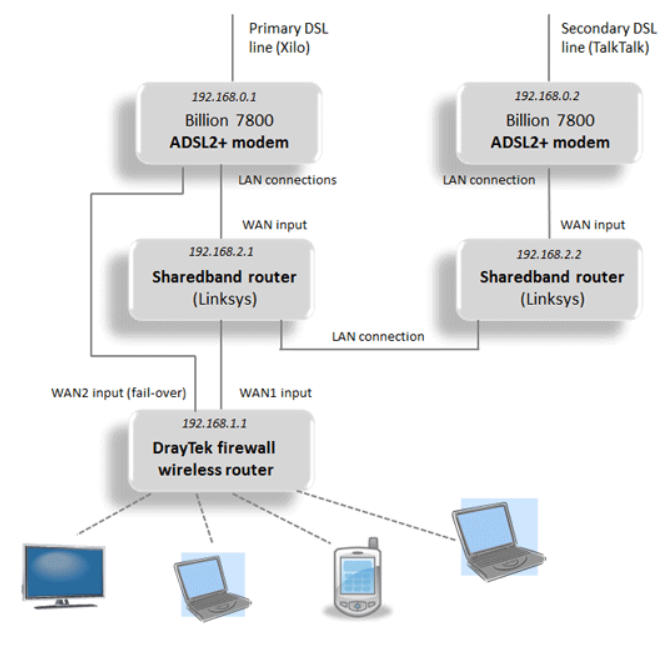 Primary DSL
line (Xilo)
Secondary DSL
line (TalkTalk)
192.168.0.1
Billion 7800
ADSL2+ modem
192.168.0.2
Billion 7800
ADSL2+ modem
LAN connections
LAN connection
WAN input
WAN input
192.168.2.1
Sharedband router
(Linksys)
192.168.2.2
Sharedband router
(Linksys)
LAN connection
WAN2 input (fail-over)
WAN1 input
192.168.1.1
DrayTek firewall
wireless router